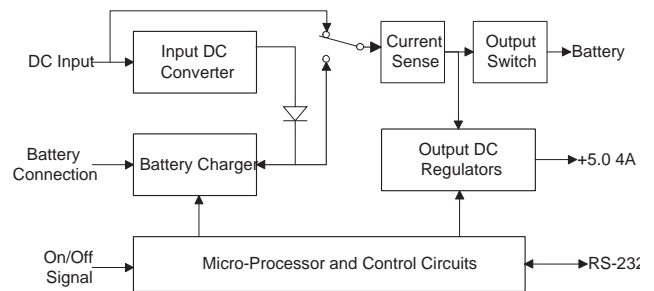 DC Input
Input DC
Converter
Current
Sense
Output
Switch
Battery
Battery
Connection
Battery Charger
Output DC
Regulators
+5.0 4A
On/Off
Signal
Micro-Processor and Control Circuits
RS-232